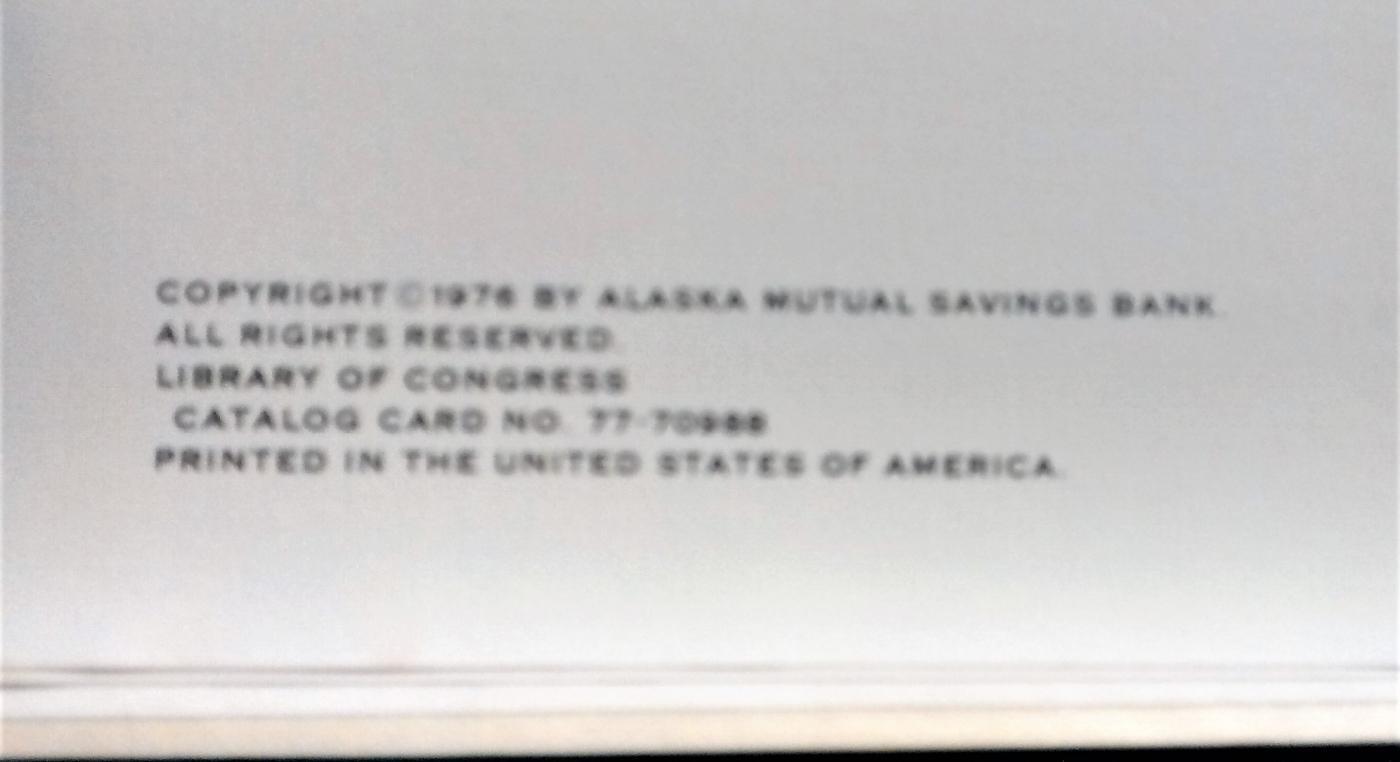 COPYRIGHT ©1976 BY ALASKA MUTUAL SAVINGS BANK.
ALL RIGHTS RESERVED.
LIBRARY OF CONGRESS
CATALOG CARD NO. 77-70988
PRINTED IN THE UNITED STATES OF AMERICA.